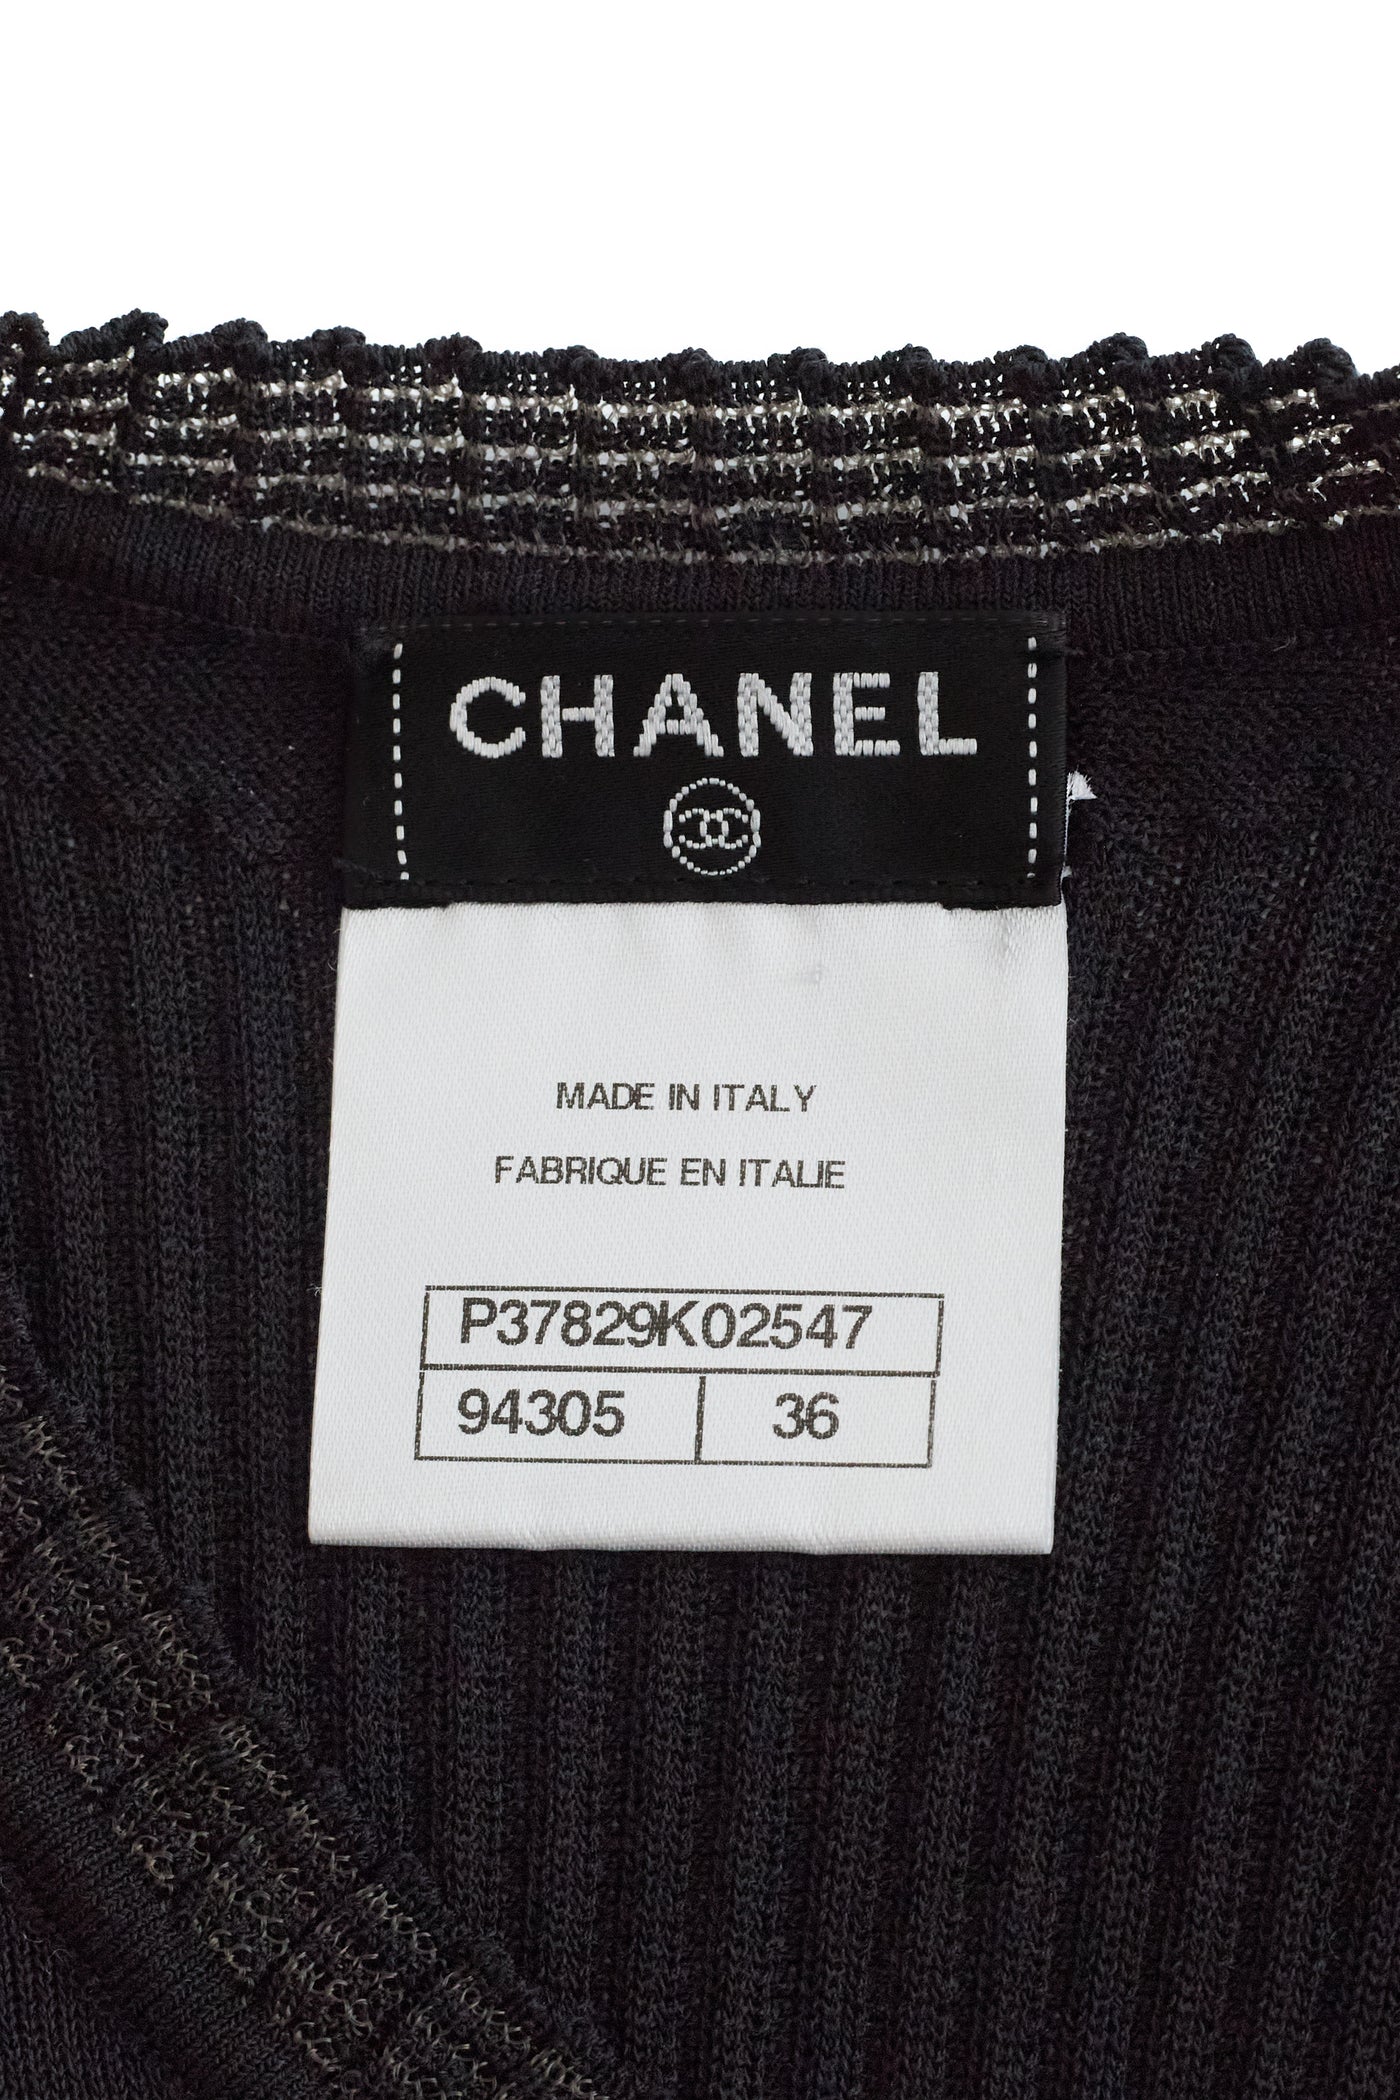 CHANEL
MADE IN ITALY
FABRIQUE EN ITALIE
P37829K02547
94305 36